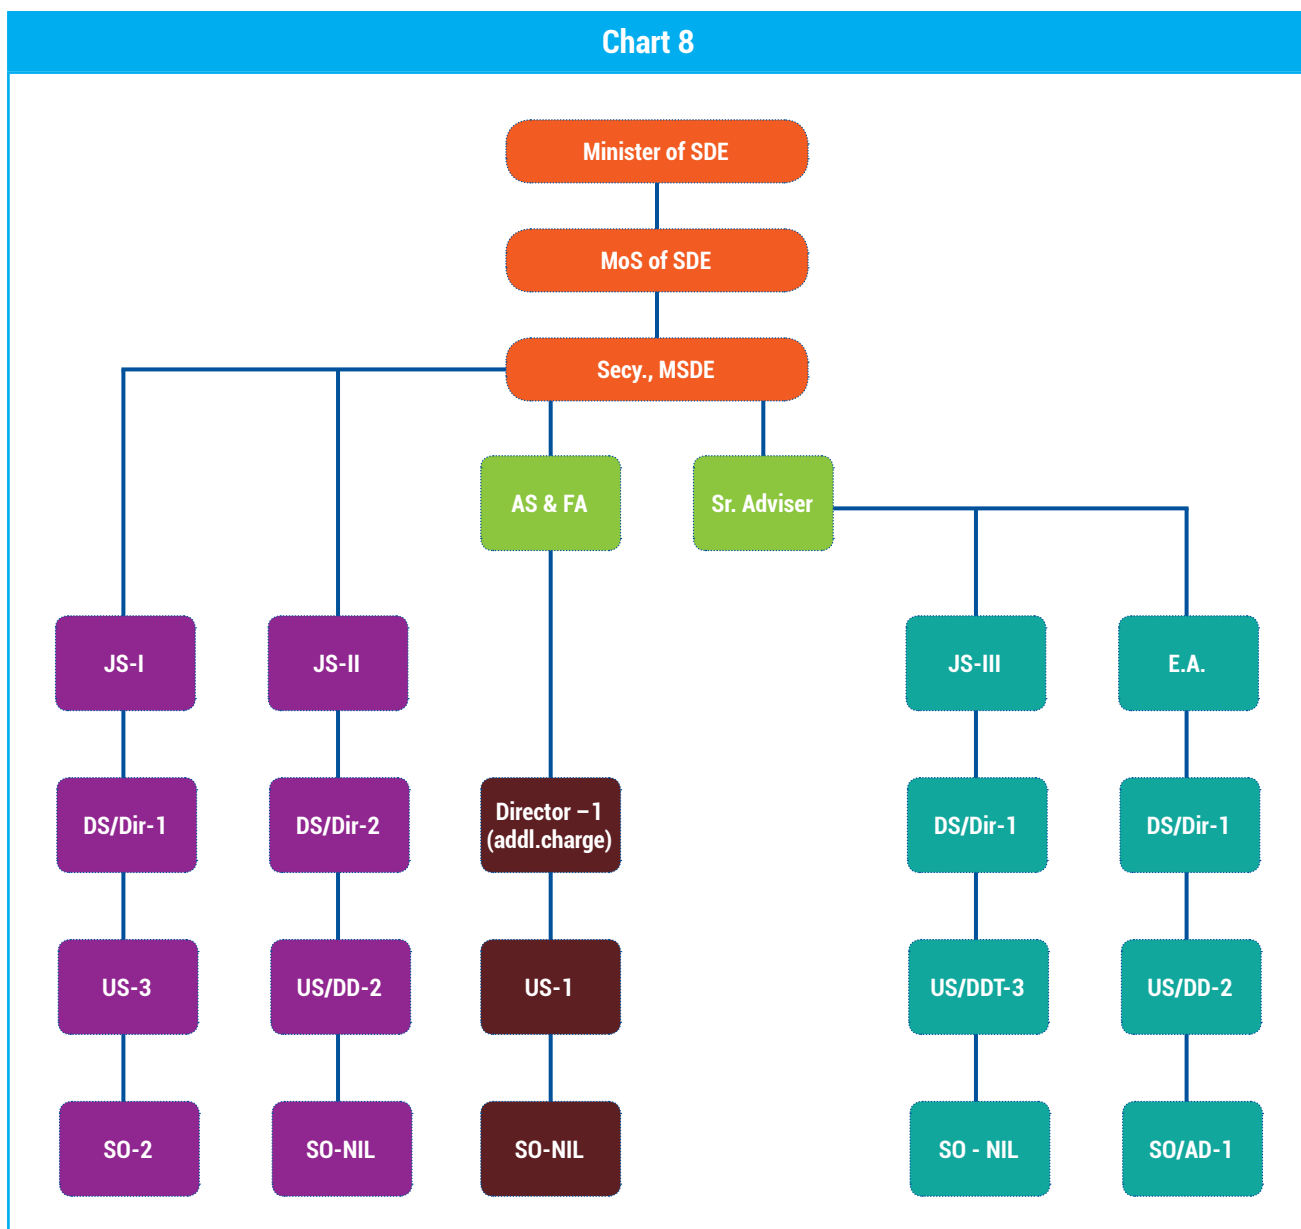 Chart 8
Minister of SDE
MoS of SDE
Secy., MSDE
AS & FA
Sr. Adviser
JS-I
JS-II
JS-III
E.A.
DS/Dir-1
DS/Dir-2
Director –1
(addl.charge)
DS/Dir-1
DS/Dir-1
US-3
US/DD-2
US-1
US/DDT-3
US/DD-2
SO-2
SO-NIL
SO-NIL
SO - NIL
SO/AD-1